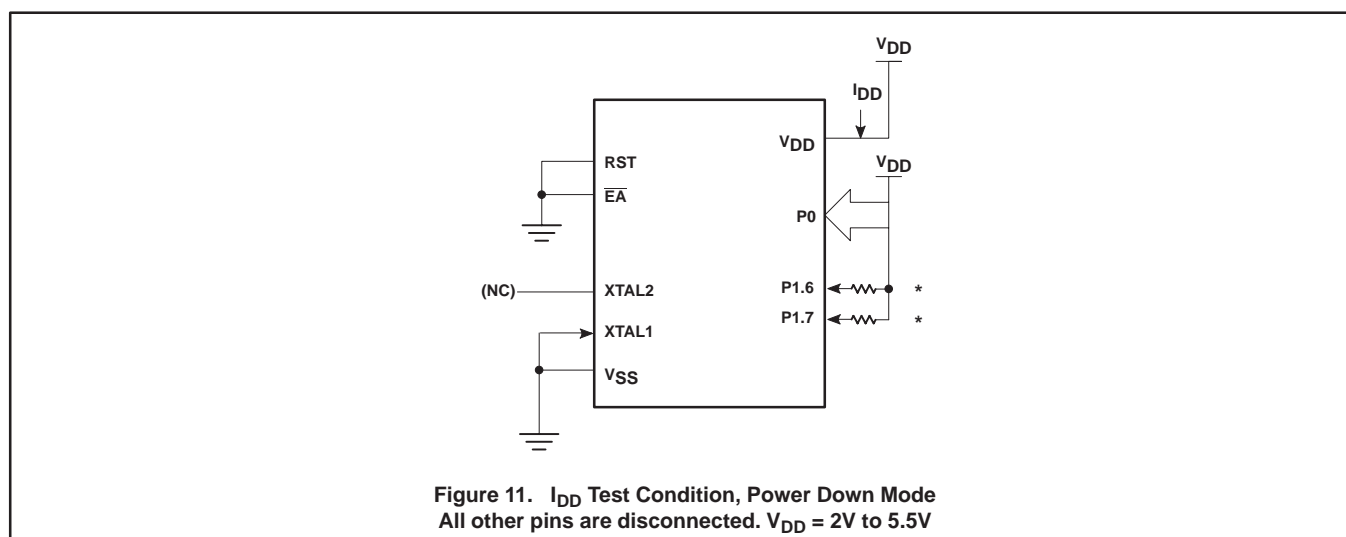 VDD
IDD
VDD
VDD
RST
EA
P0
(NC)
XTAL2
P1.6
*
P1.7
*
XTAL1
VSS
Figure 11. IDD Test Condition, Power Down Mode
All other pins are disconnected. VDD = 2V to 5.5V